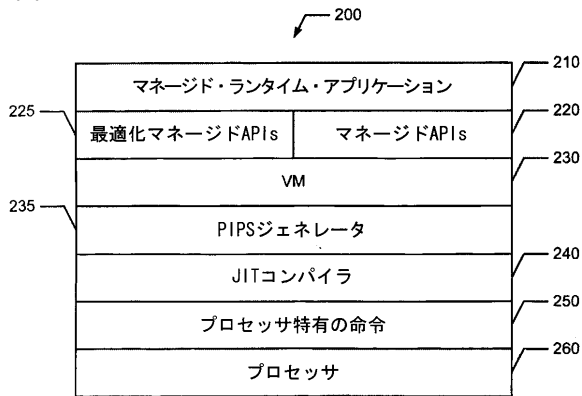 200
マネージド・ランタイム・アプリケーション
210
225
最適化マネージドAPIs
マネージドAPIs
220
VM
230
235
PIPSジェネレータ
JITコンパイラ
240
プロセッサ特有の命令
250
プロセッサ
260